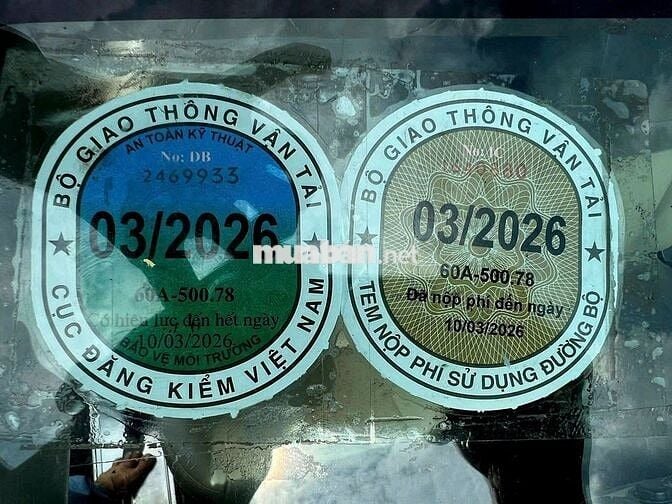 BỘ GIAO THÔNG VẬN TẢI
AN TOÀN KỸ THUẬT
No: DB
2469933
03/2026
60A-500.78
Có hiệu lực đến hết ngày
10/03/2026
BẢO VỆ MÔI TRƯỜNG
CỤC ĐĂNG KIỂM VIỆT NAM
muaban.net
BỘ GIAO THÔNG VẬN TẢI
No: IC
03/2026
60A-500.78
Đã nộp phí đến ngày
10/03/2026
TEM NỘP PHÍ SỬ DỤNG ĐƯỜNG BỘ